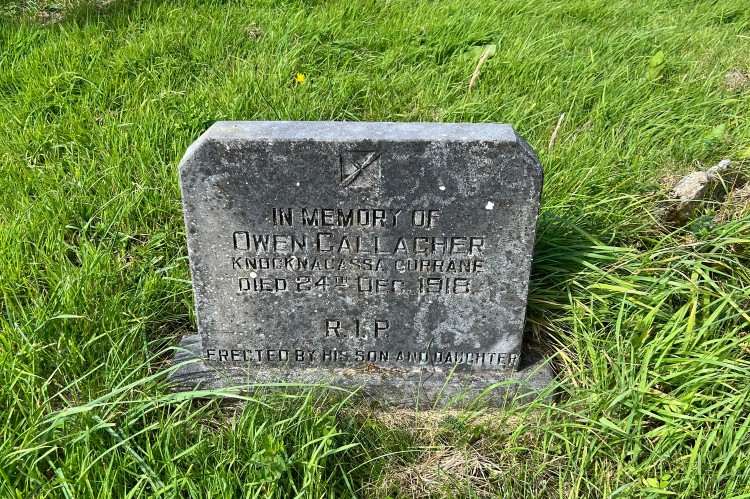 IN MEMORY OF
OWEN GALLAGHER
KNOCKNAGASSA CURRANE
DIED 24TH DEC. 1918.
R.I.P.
ERECTED BY HIS SON AND DAUGHTER